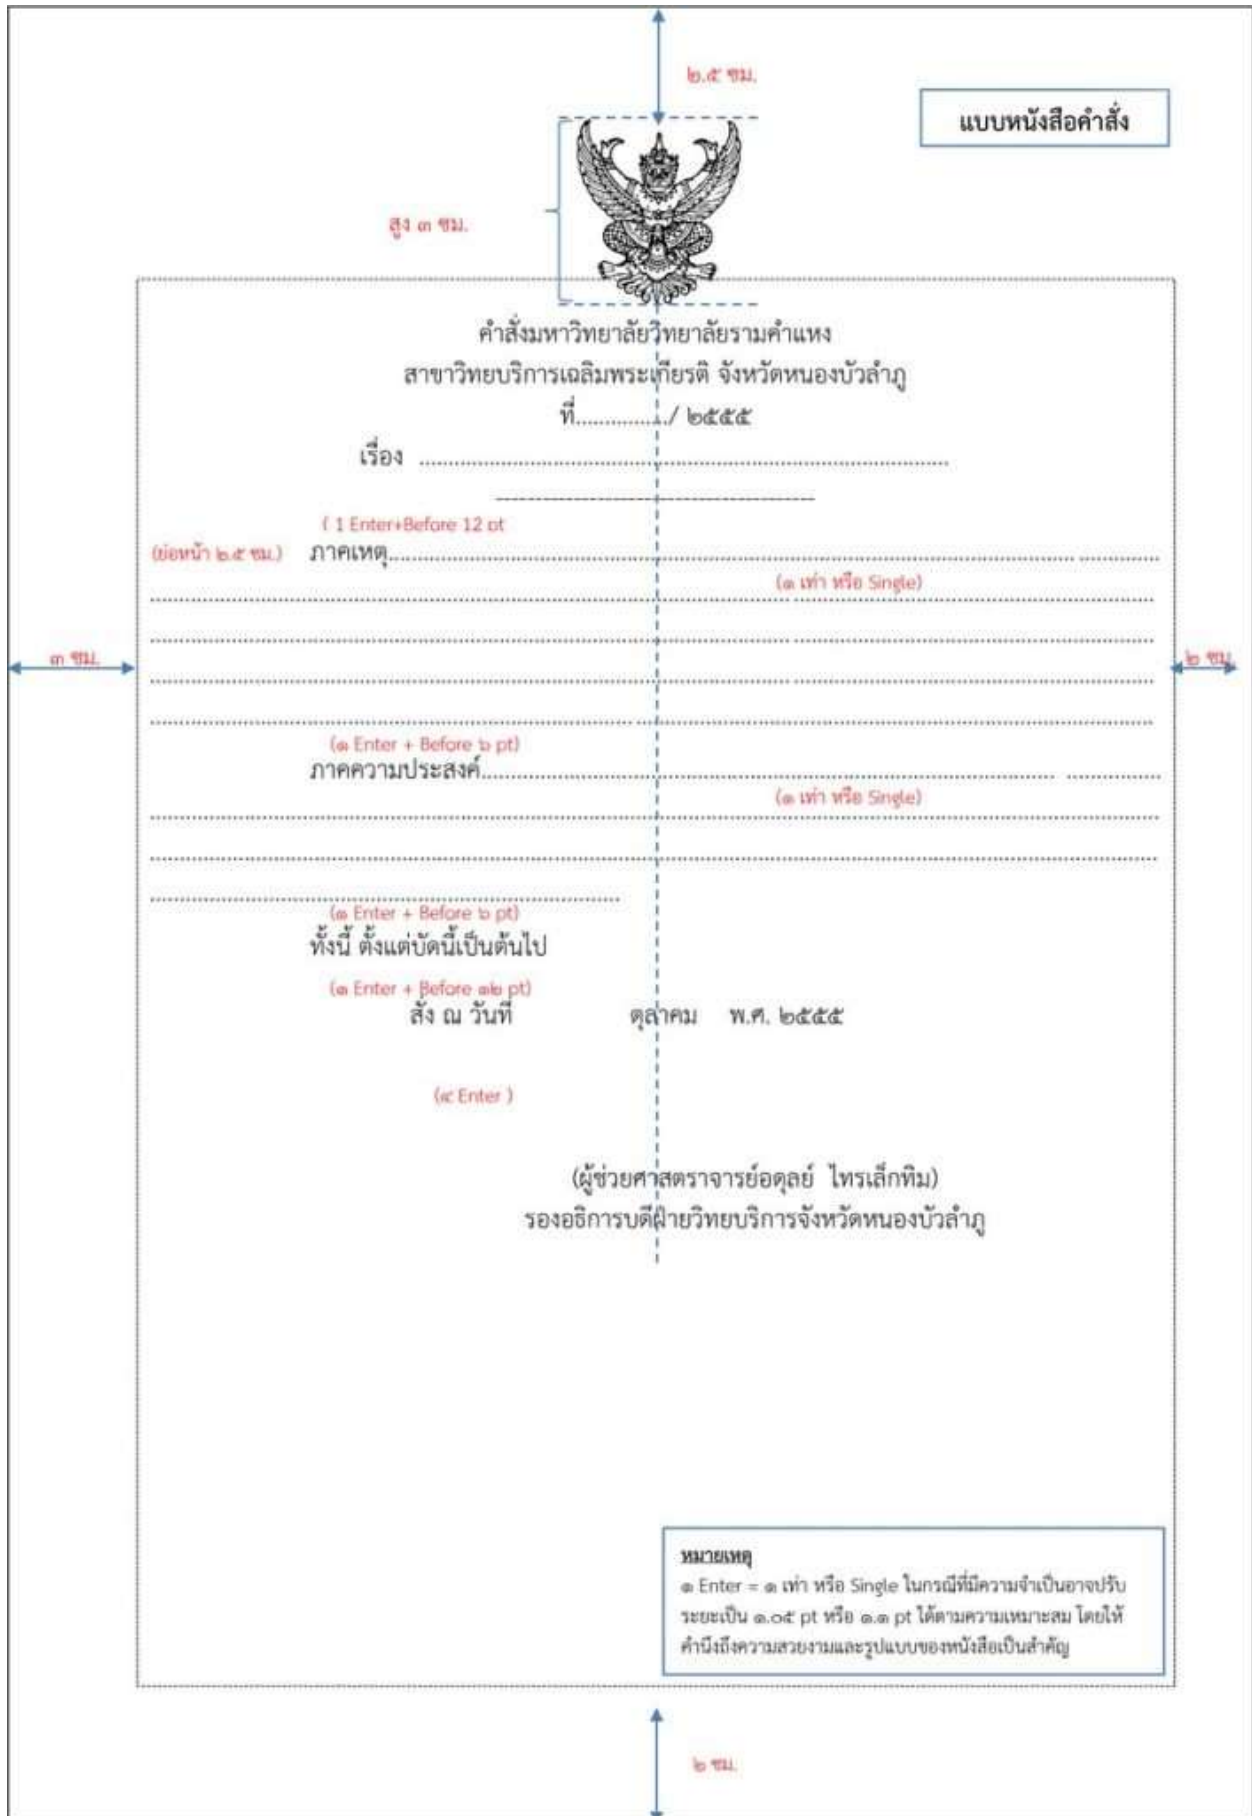 ๒.๕ ซม.
แบบหนังสือคำสั่ง
สูง ๓ ซม.
คำสั่งมหาวิทยาลัยวิทยาลัยรามคำแหง
สาขาวิทยบริการเฉลิมพระเกียรติ จังหวัดหนองบัวลำภู
ที่................/ ๒๕๕๕
เรื่อง ............................................................
------------------------------------------
( 1 Enter+Before 12 pt
(ย่อหน้า ๒.๕ ซม.) ภาคเหตุ............................................................
(๑ เท่า หรือ Single)
............................................................
............................................................
๓ ซม. ๒ ซม.
............................................................
............................................................
(๑ Enter + Before ๖ pt)
ภาคความประสงค์............................................................
(๑ เท่า หรือ Single)
............................................................
............................................................
............................................................
(๑ Enter + Before ๖ pt)
ทั้งนี้ ตั้งแต่บัดนี้เป็นต้นไป
(๑ Enter + Before ๑๒ pt)
สั่ง ณ วันที่ ตุลาคม พ.ศ. ๒๕๕๕
(๔ Enter )
(ผู้ช่วยศาสตราจารย์อดุลย์ ไทรเล็กทิม)
รองอธิการบดีฝ่ายวิทยบริการจังหวัดหนองบัวลำภู
หมายเหตุ
๑ Enter = ๑ เท่า หรือ Single ในกรณีที่มีความจำเป็นอาจปรับ
ระยะเป็น ๑.๐๕ pt หรือ ๑.๑ pt ได้ตามความเหมาะสม โดยให้
คำนึงถึงความสวยงามและรูปแบบของหนังสือเป็นสำคัญ
๒ ซม.